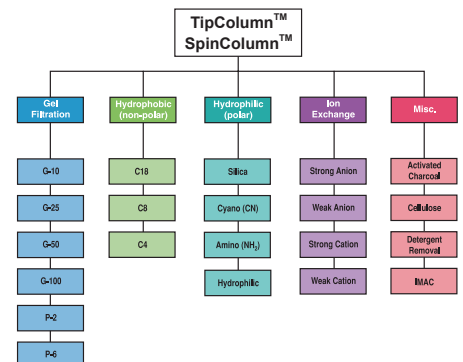 TipColumn™
SpinColumn™
Gel
Filtration
Hydrophobic
(non-polar)
Hydrophilic
(polar)
Ion
Exchange
Misc.
G-10
G-25
G-50
G-100
P-2
P-6
C18
C8
C4
Silica
Cyano (CN)
Amino (NH₂)
Hydrophilic
Strong Anion
Weak Anion
Strong Cation
Weak Cation
Activated
Charcoal
Cellulose
Detergent
Removal
IMAC